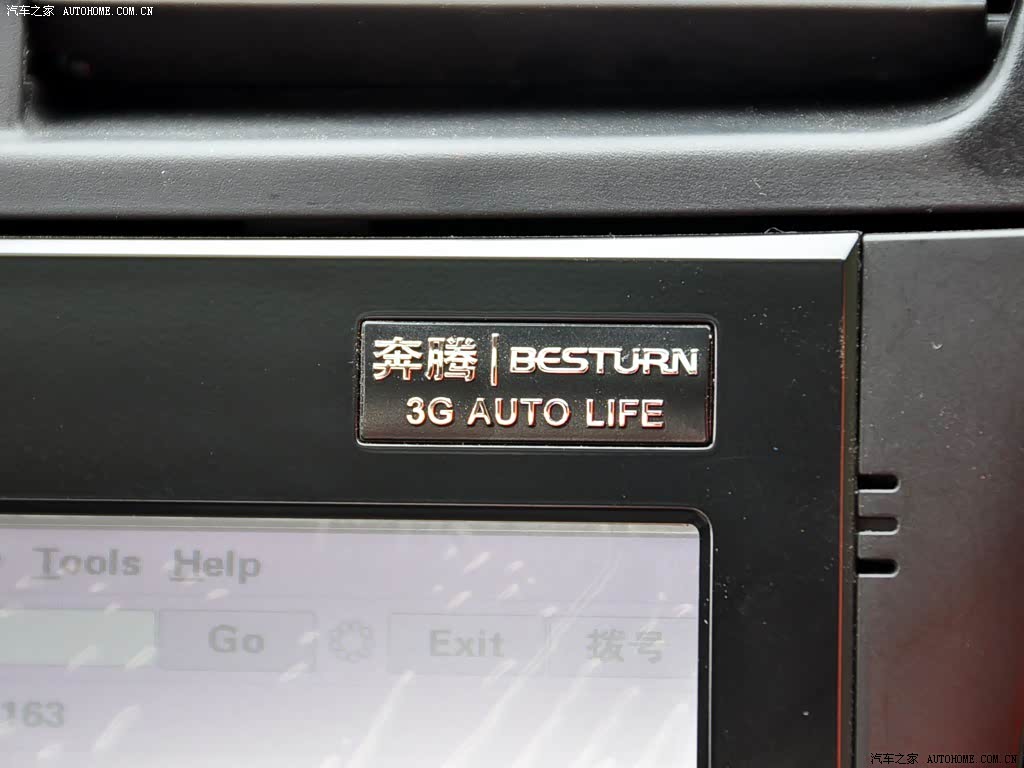 汽车之家 AUTOHOME.COM.CN
奔腾 | BESTURN
3G AUTO LIFE
Tools Help
Go Exit 拨号
163
汽车之家 AUTOHOME.COM.CN